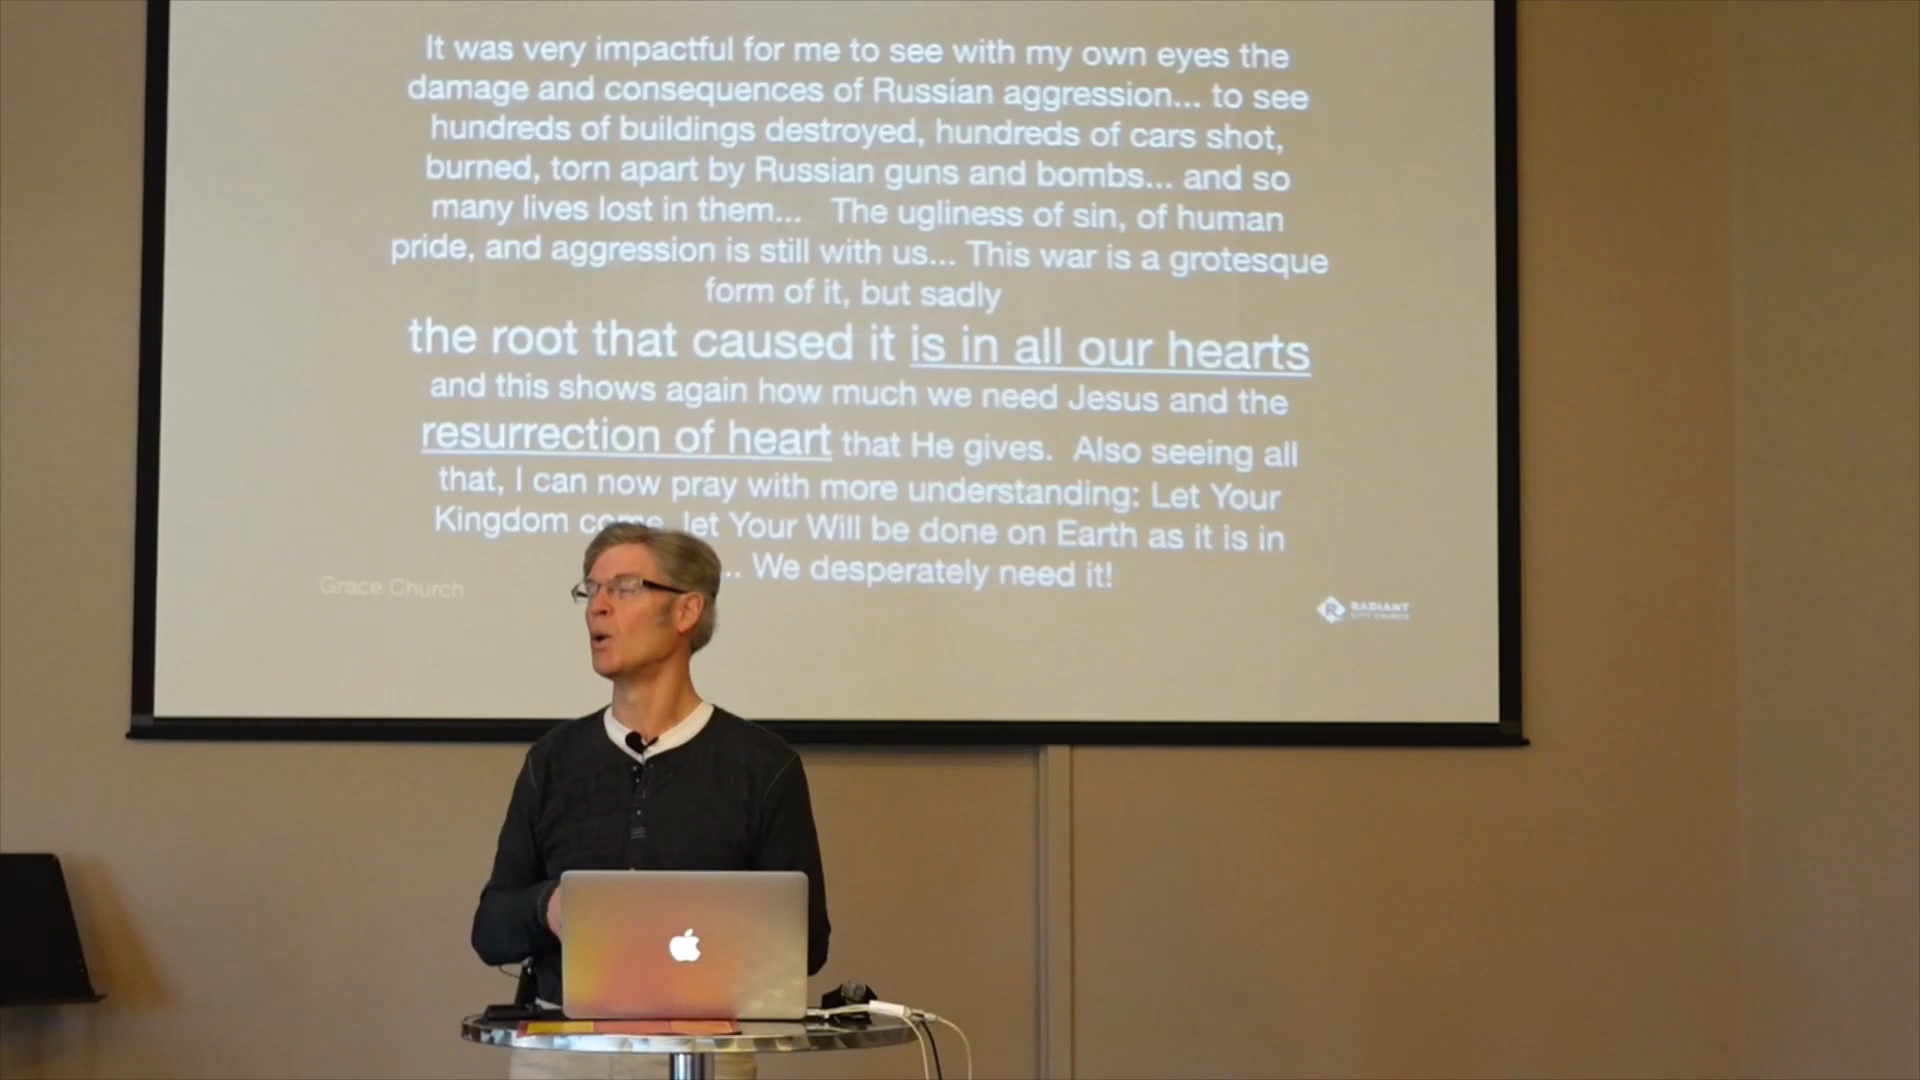 It was very impactful for me to see with my own eyes the
damage and consequences of Russian aggression... to see
hundreds of buildings destroyed, hundreds of cars shot,
burned, torn apart by Russian guns and bombs... and so
many lives lost in them... The ugliness of sin, of human
pride, and aggression is still with us... This war is a grotesque
form of it, but sadly
the root that caused it is in all our hearts
and this shows again how much we need Jesus and the
resurrection of heart that He gives. Also seeing all
that, I can now pray with more understanding: Let Your
Kingdom come, let Your Will be done on Earth as it is in
... We desperately need it!
Grace Church
R RADIANT
CITY CHURCH